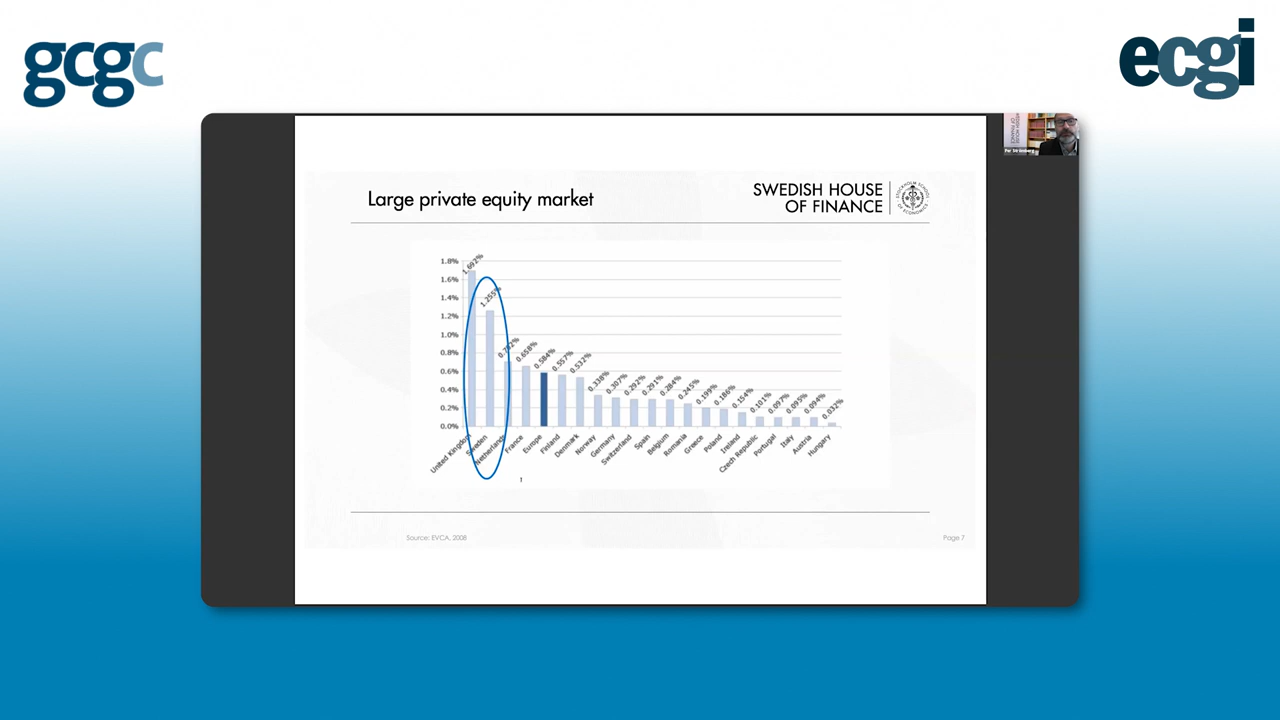 gcgc
ecgi
SWEDISH HOUSE
OF FINANCE
Large private equity market
SWEDISH HOUSE
OF FINANCE
1.8%
1.6%
1.4%
1.2%
1.0%
0.8%
0.6%
0.4%
0.2%
0.0%
1.692%
1.255%
0.658%
0.584%
0.557%
0.532%
0.338%
0.307%
0.292%
0.291%
0.284%
0.245%
0.199%
0.186%
0.154%
0.101%
0.097%
0.095%
0.094%
0.032%
United Kingdom
Sweden
Netherlands
France
Europe
Finland
Denmark
Norway
Germany
Switzerland
Spain
Belgium
Romania
Greece
Poland
Ireland
Czech Republic
Portugal
Italy
Austria
Hungary
Source: EVCA, 2008
Page 7